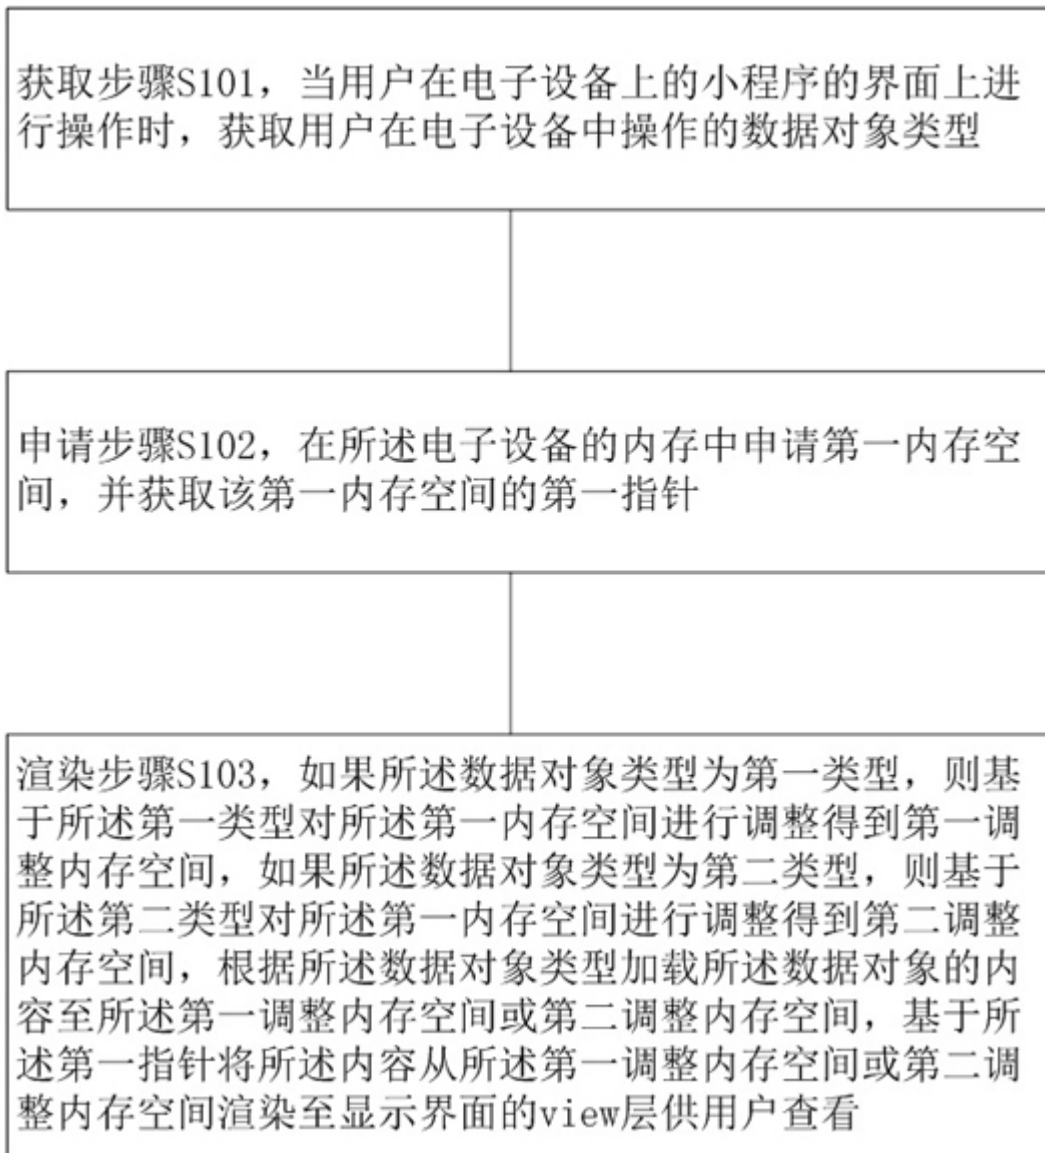 获取步骤S101，当用户在电子设备上的小程序的界面上进
行操作时，获取用户在电子设备中操作的数据对象类型
申请步骤S102，在所述电子设备的内存中申请第一内存空
间，并获取该第一内存空间的第一指针
渲染步骤S103，如果所述数据对象类型为第一类型，则基
于所述第一类型对所述第一内存空间进行调整得到第一调
整内存空间，如果所述数据对象类型为第二类型，则基于
所述第二类型对所述第一内存空间进行调整得到第二调整
内存空间，根据所述数据对象类型加载所述数据对象的内
容至所述第一调整内存空间或第二调整内存空间，基于所
述第一指针将所述内容从所述第一调整内存空间或第二调
整内存空间渲染至显示界面的view层供用户查看